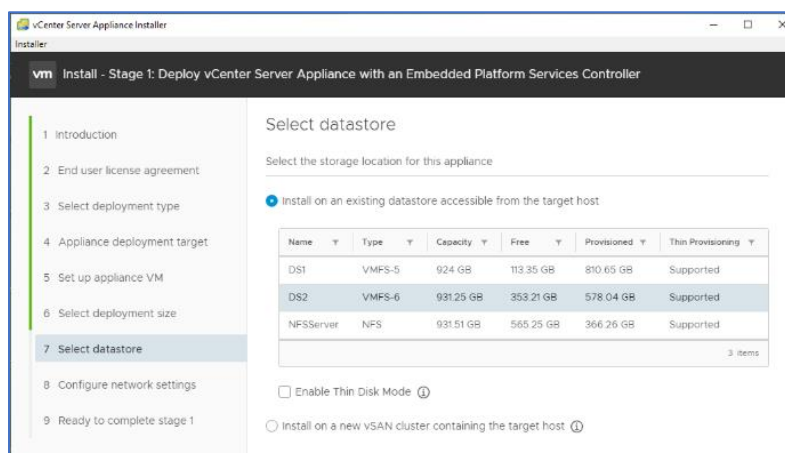 vCenter Server Appliance Installer
Installer
vm Install - Stage 1: Deploy vCenter Server Appliance with an Embedded Platform Services Controller
1 Introduction
2 End user license agreement
3 Select deployment type
4 Appliance deployment target
5 Set up appliance VM
6 Select deployment size
7 Select datastore
8 Configure network settings
9 Ready to complete stage 1
Select datastore
Select the storage location for this appliance
Install on an existing datastore accessible from the target host
Name Type Capacity Free Provisioned Thin Provisioning
DS1 VMFS-5 924 GB 113.35 GB 810.65 GB Supported
DS2 VMFS-6 931.25 GB 353.21 GB 578.04 GB Supported
NFSServer NFS 931.51 GB 565.25 GB 366.26 GB Supported
3 items
Enable Thin Disk Mode
Install on a new vSAN cluster containing the target host